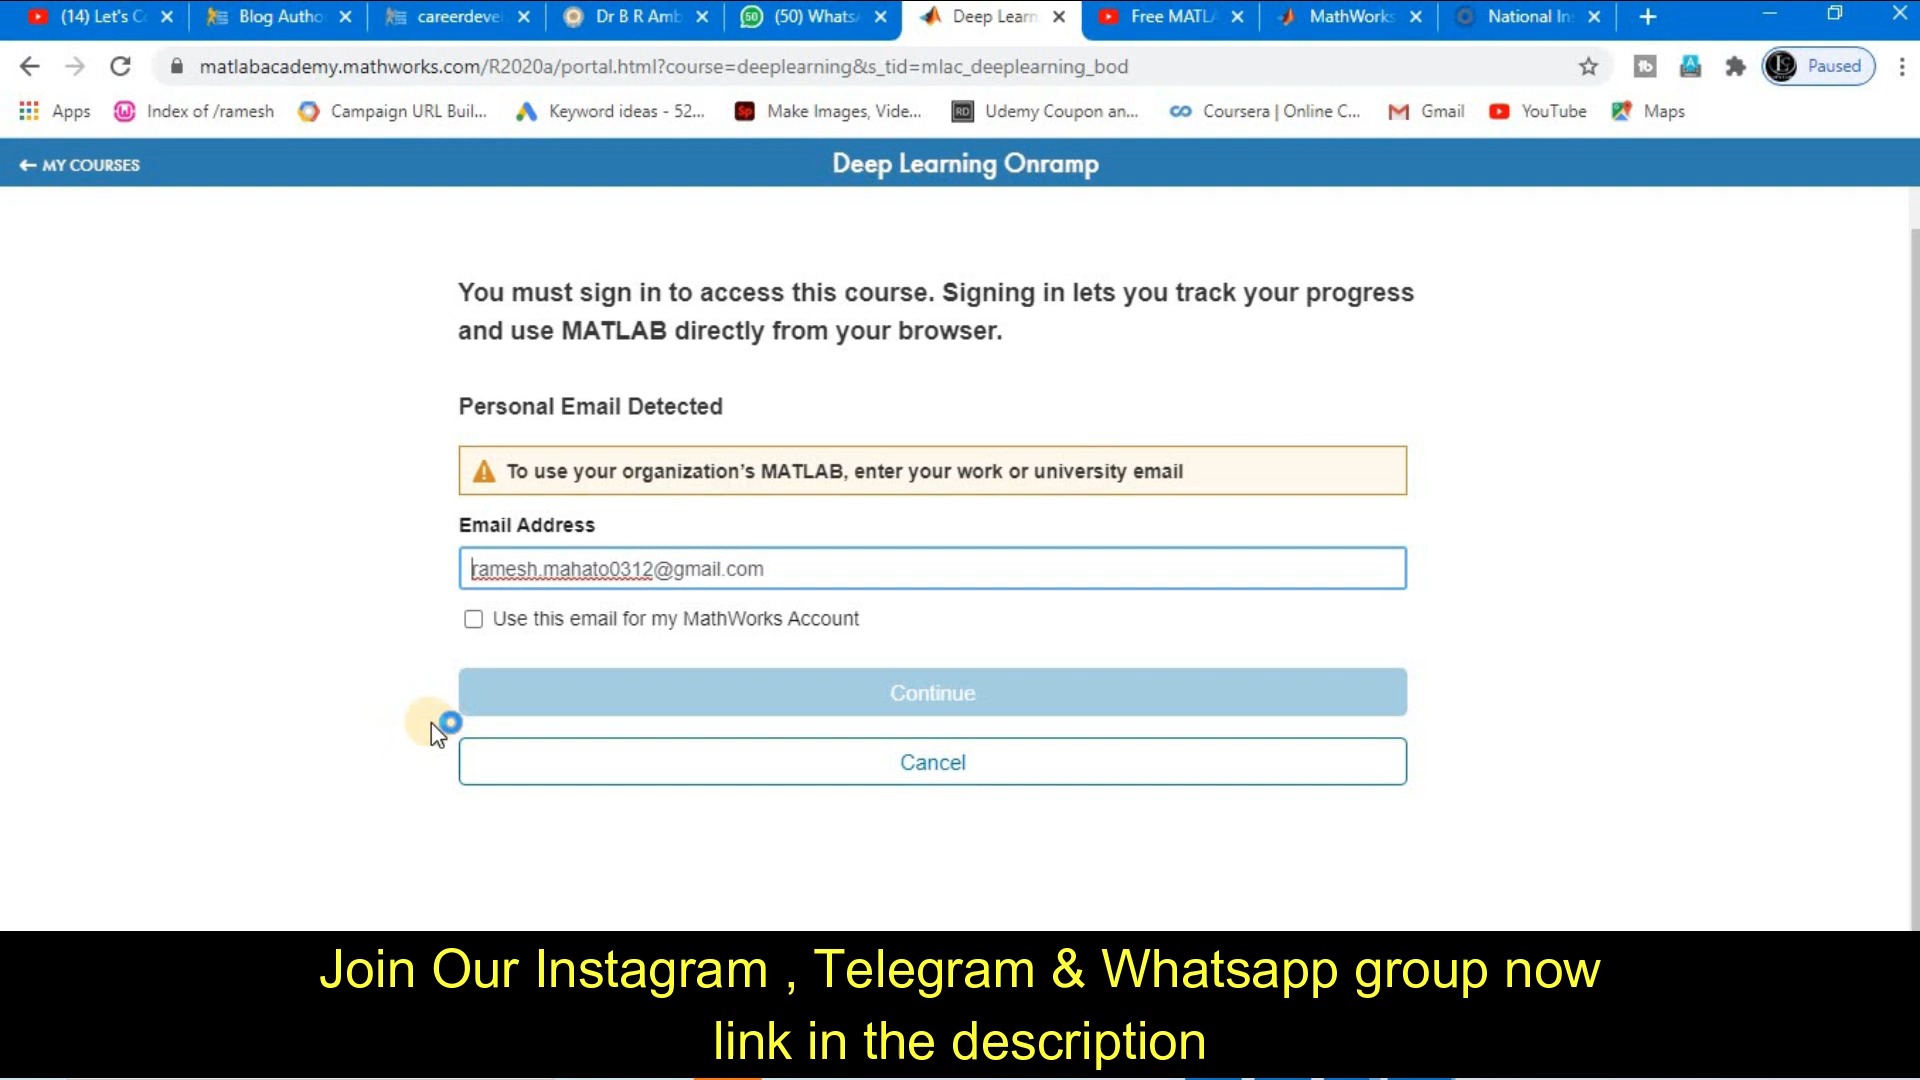 (14) Let's C
Blog Autho
careerdeve
Dr B R Amb
(50) Whats
Deep Learn
Free MATL
MathWorks
National In
matlabacademy.mathworks.com/R2020a/portal.html?course=deeplearning&s_tid=mlac_deeplearning_bod
Paused
Apps
Index of /ramesh
Campaign URL Buil...
Keyword ideas - 52...
Make Images, Vide...
Udemy Coupon an...
Coursera | Online C...
Gmail
YouTube
Maps
MY COURSES
Deep Learning Onramp
You must sign in to access this course. Signing in lets you track your progress
and use MATLAB directly from your browser.
Personal Email Detected
To use your organization's MATLAB, enter your work or university email
Email Address
ramesh.mahato0312@gmail.com
Use this email for my MathWorks Account
Continue
Cancel
Join Our Instagram , Telegram & Whatsapp group now
link in the description